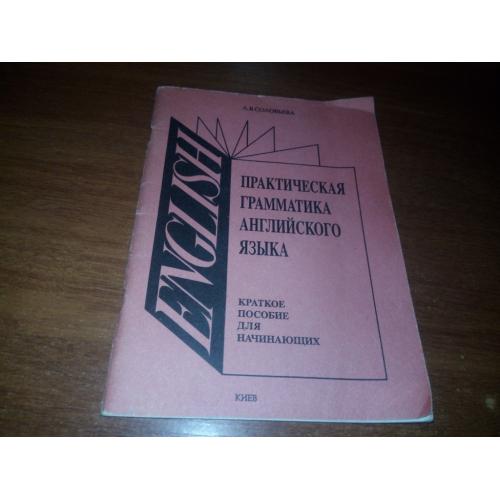 Л.В.СОЛОВЬЕВА
ENGLISH
ПРАКТИЧЕСКАЯ
ГРАММАТИКА
АНГЛИЙСКОГО
ЯЗЫКА
КРАТКОЕ
ПОСОБИЕ
ДЛЯ
НАЧИНАЮЩИХ
КИЕВ